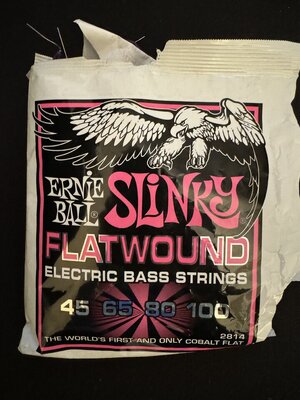 ERNIE BALL® SLINKY®
FLATWOUND
ELECTRIC BASS STRINGS
45 65 80 100
2814
THE WORLD'S FIRST AND ONLY COBALT FLAT